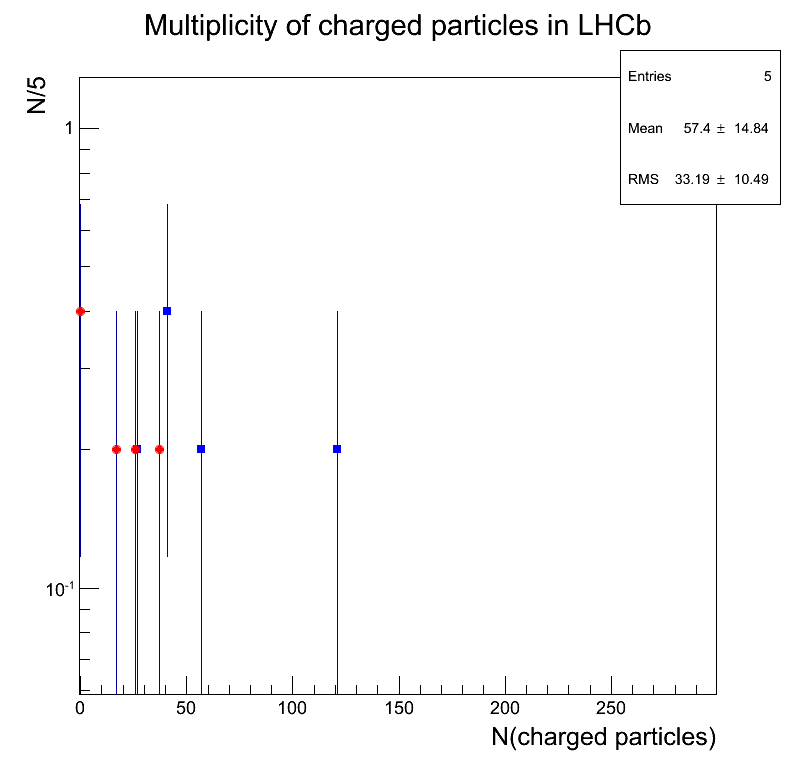 Multiplicity of charged particles in LHCb
N/5
Entries 5
Mean 57.4 ± 14.84
RMS 33.19 ± 10.49
1
10⁻¹
0 50 100 150 200 250
N(charged particles)